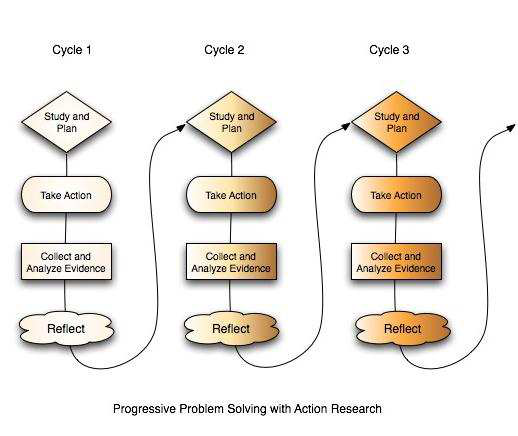 Cycle 1
Cycle 2
Cycle 3
Study and
Plan
Study and
Plan
Study and
Plan
Take Action
Take Action
Take Action
Collect and
Analyze Evidence
Collect and
Analyze Evidence
Collect and
Analyze Evidence
Reflect
Reflect
Reflect
Progressive Problem Solving with Action Research